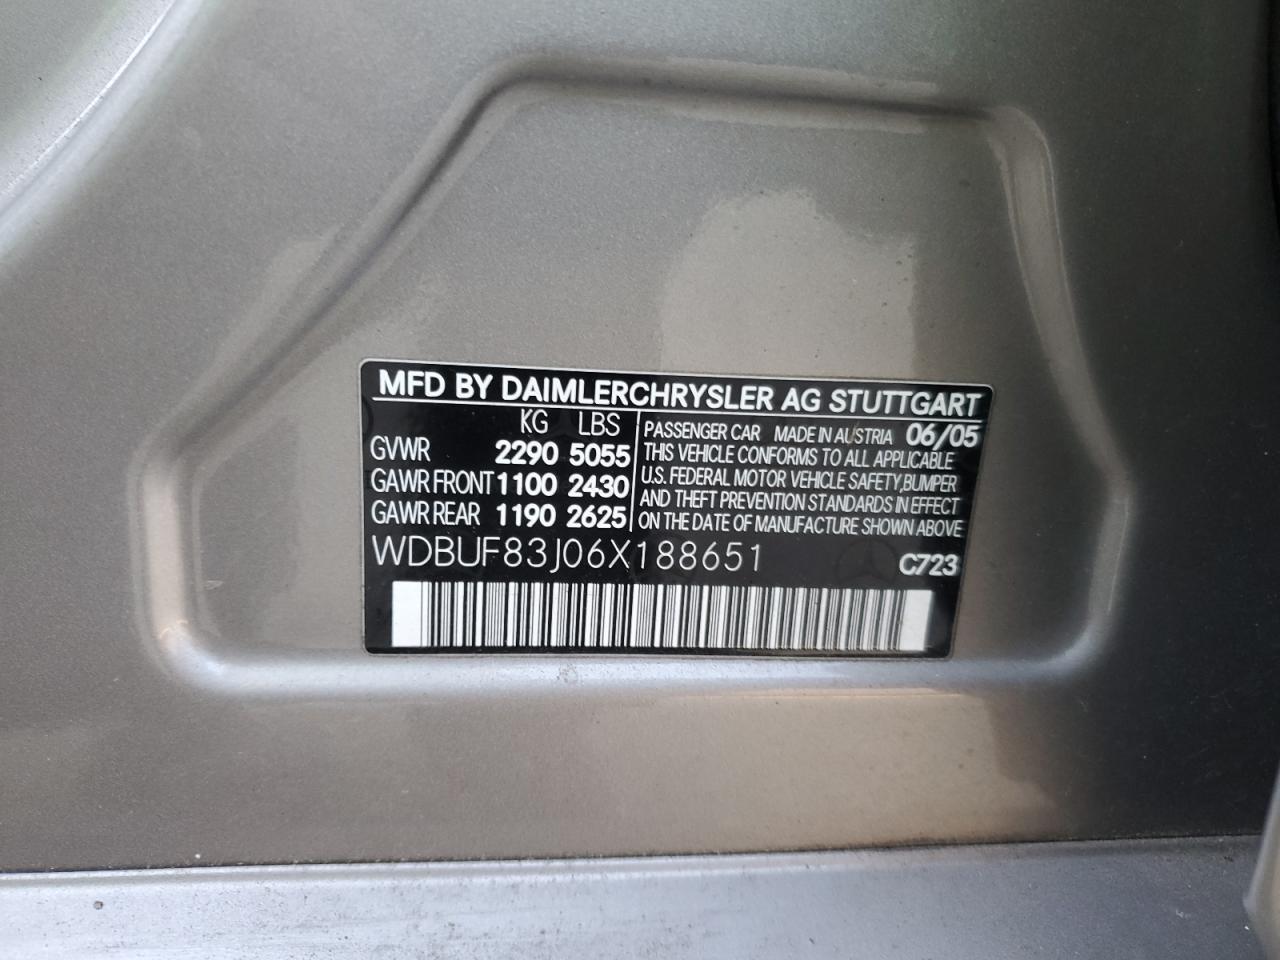 MFD BY DAIMLERCHRYSLER AG STUTTGART
KG LBS
GVWR 2290 5055
GAWR FRONT 1100 2430
GAWR REAR 1190 2625
PASSENGER CAR MADE IN AUSTRIA 06/05
THIS VEHICLE CONFORMS TO ALL APPLICABLE
U.S. FEDERAL MOTOR VEHICLE SAFETY,BUMPER
AND THEFT PREVENTION STANDARDS IN EFFECT
ON THE DATE OF MANUFACTURE SHOWN ABOVE.
WDBUF83J06X188651 C723